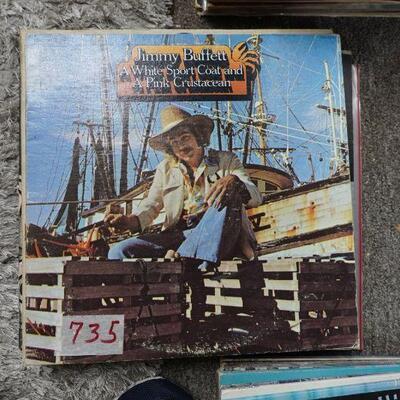 Jimmy Buffett
A White Sport Coat and
A Pink Crustacean
735